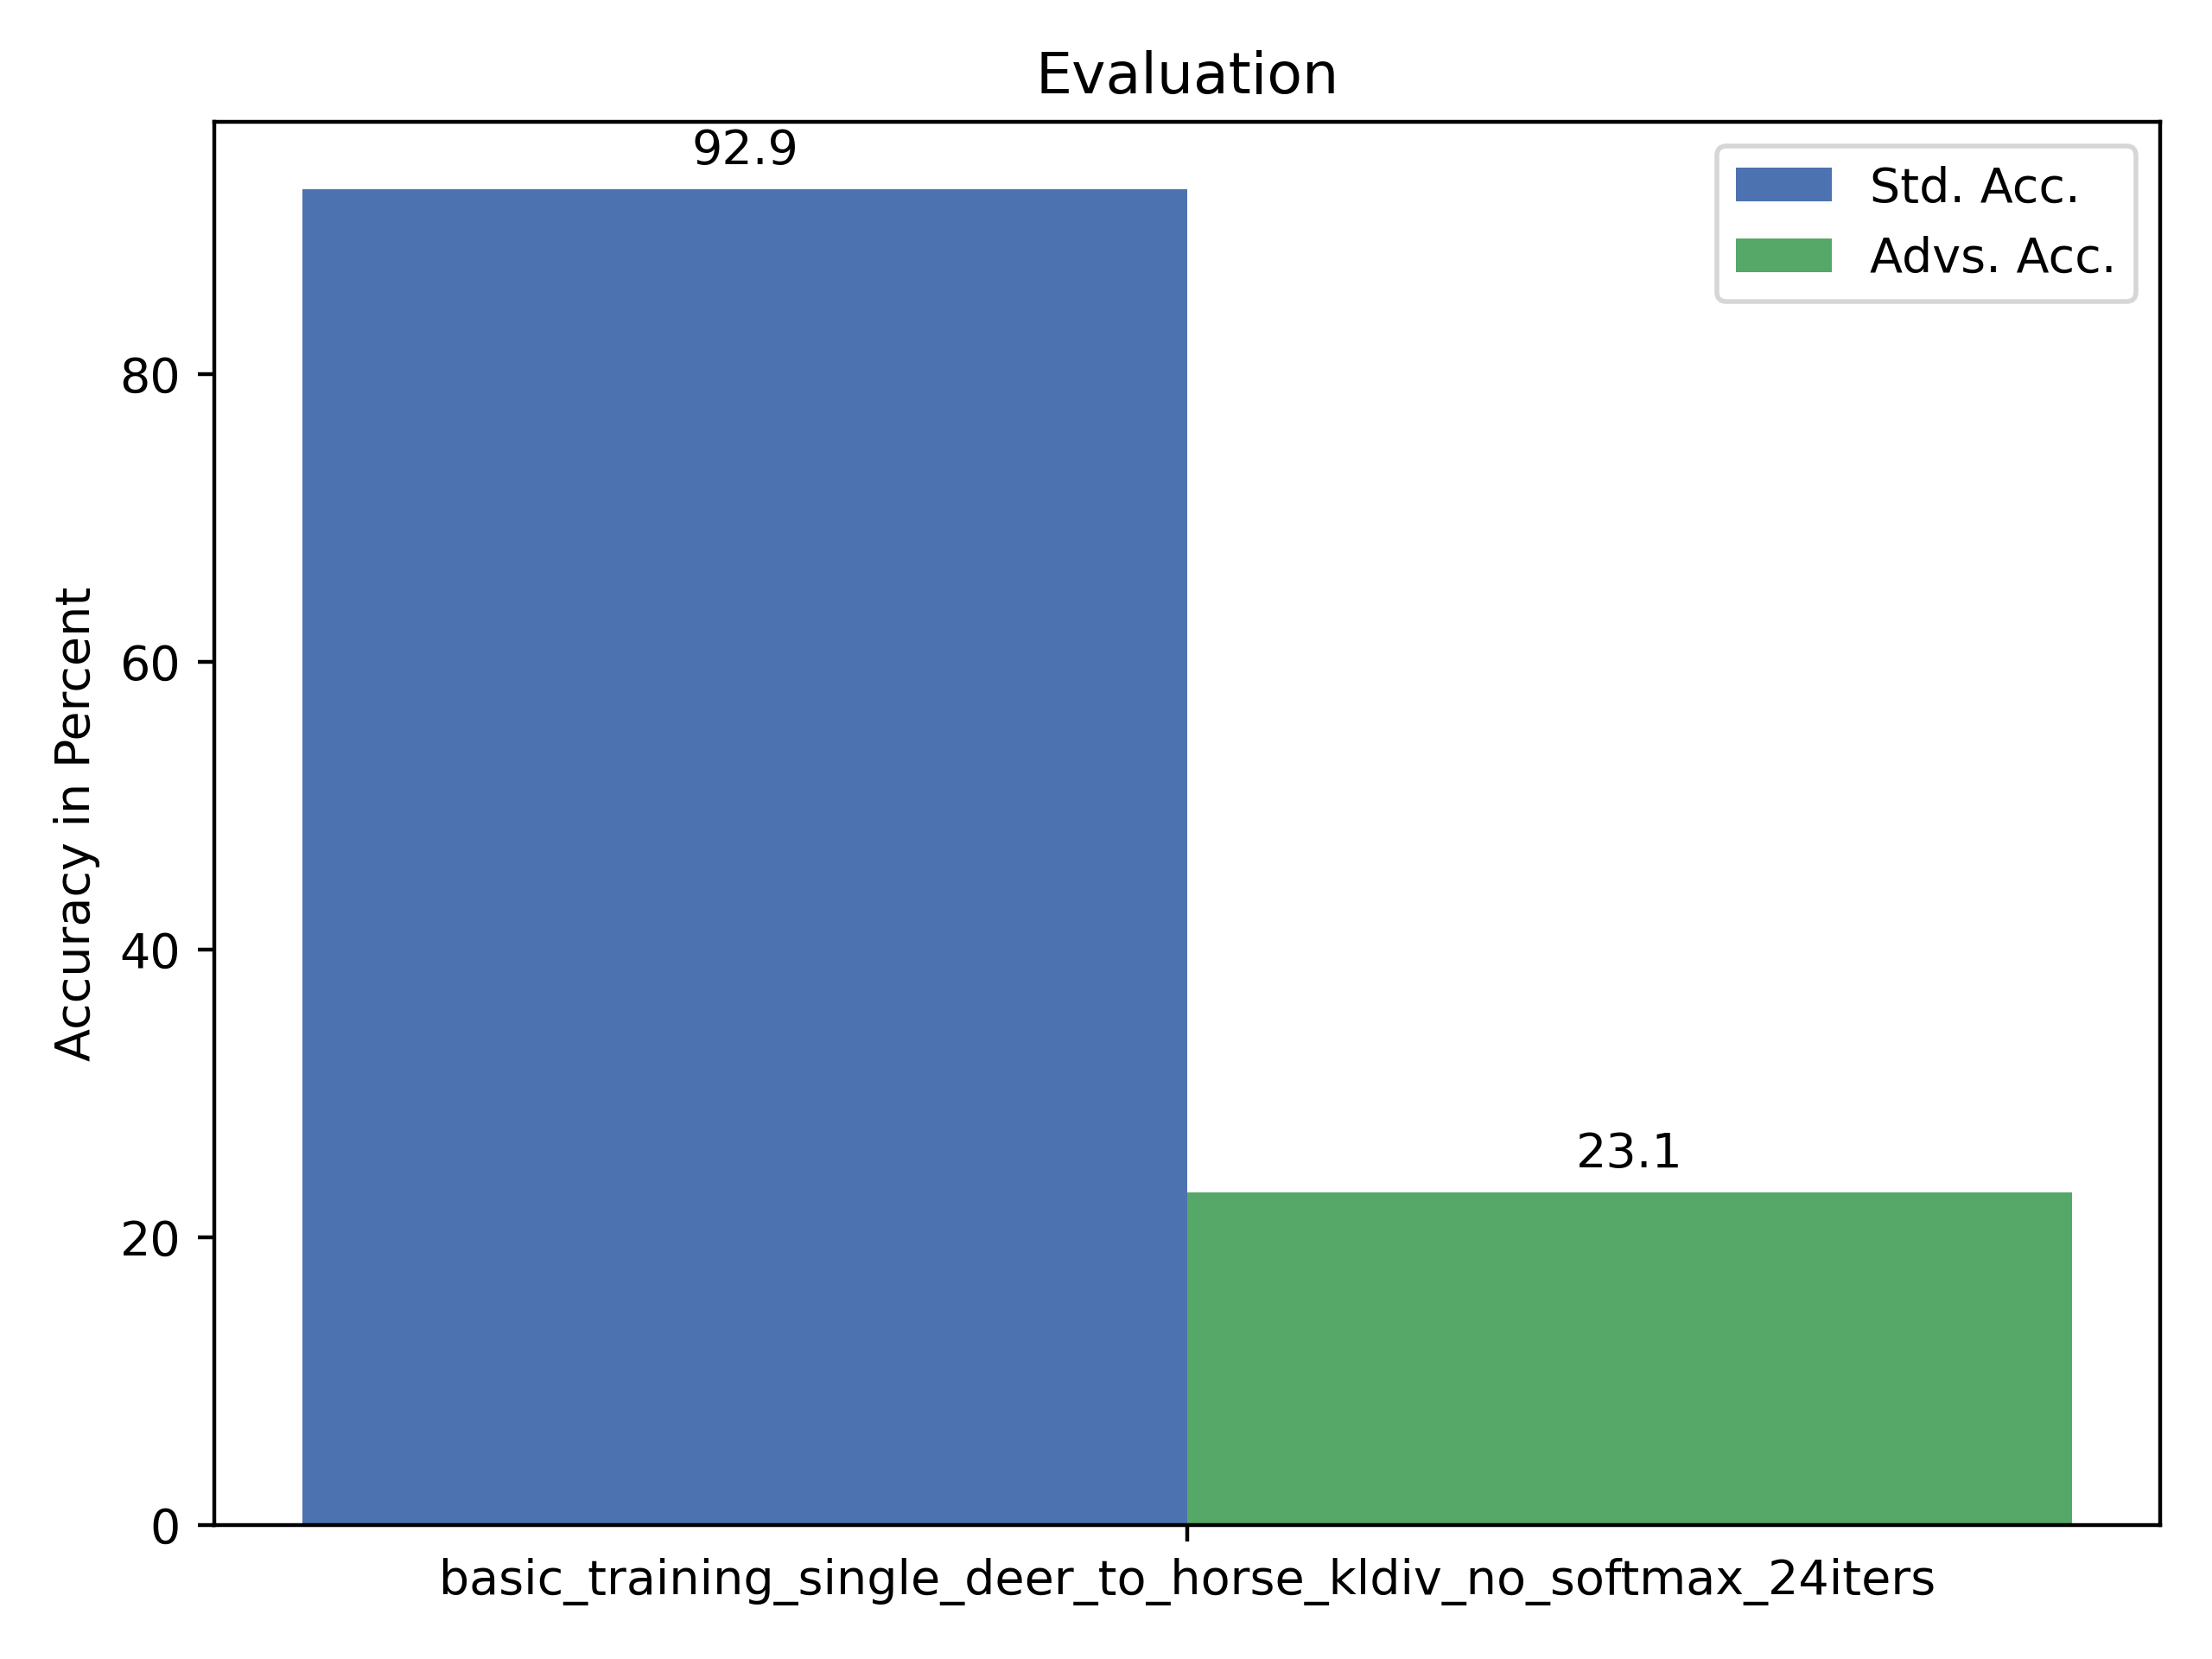 Evaluation
92.9
Std. Acc.
Advs. Acc.
80
60
40
20
0
23.1
Accuracy in Percent
basic_training_single_deer_to_horse_kldiv_no_softmax_24iters